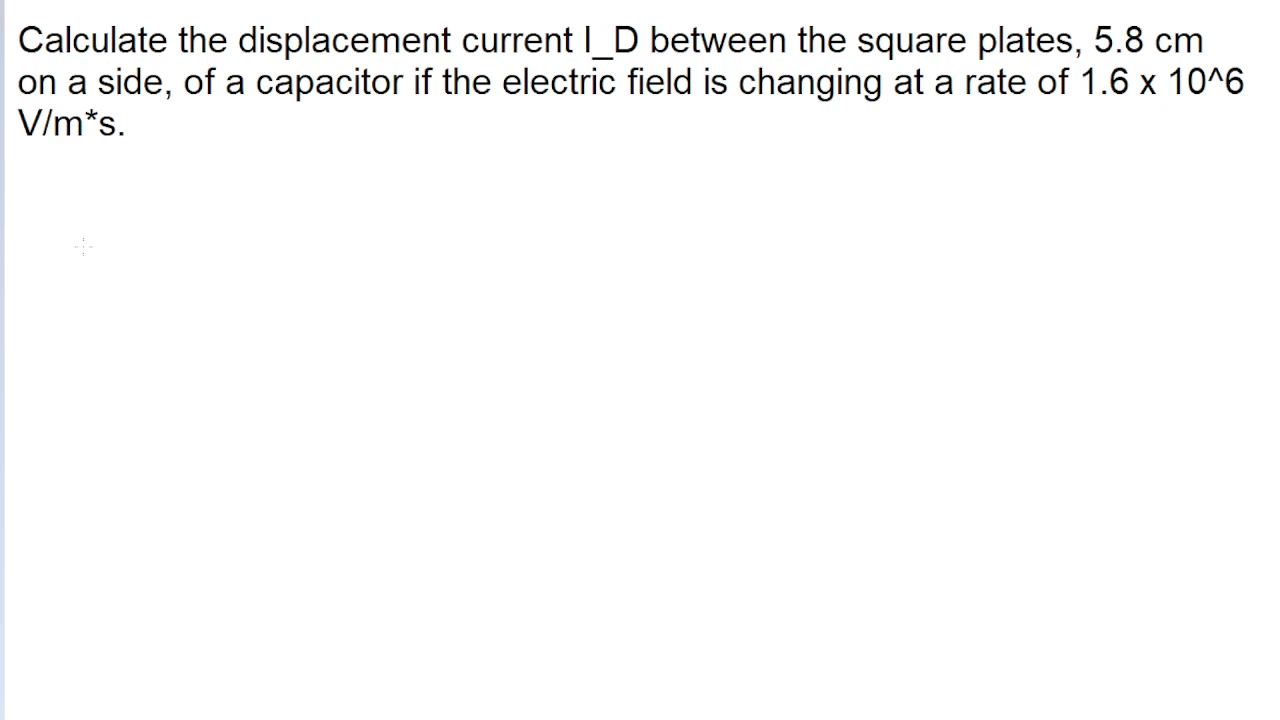 Calculate the displacement current I_D between the square plates, 5.8 cm
on a side, of a capacitor if the electric field is changing at a rate of 1.6 x 10^6
V/m*s.